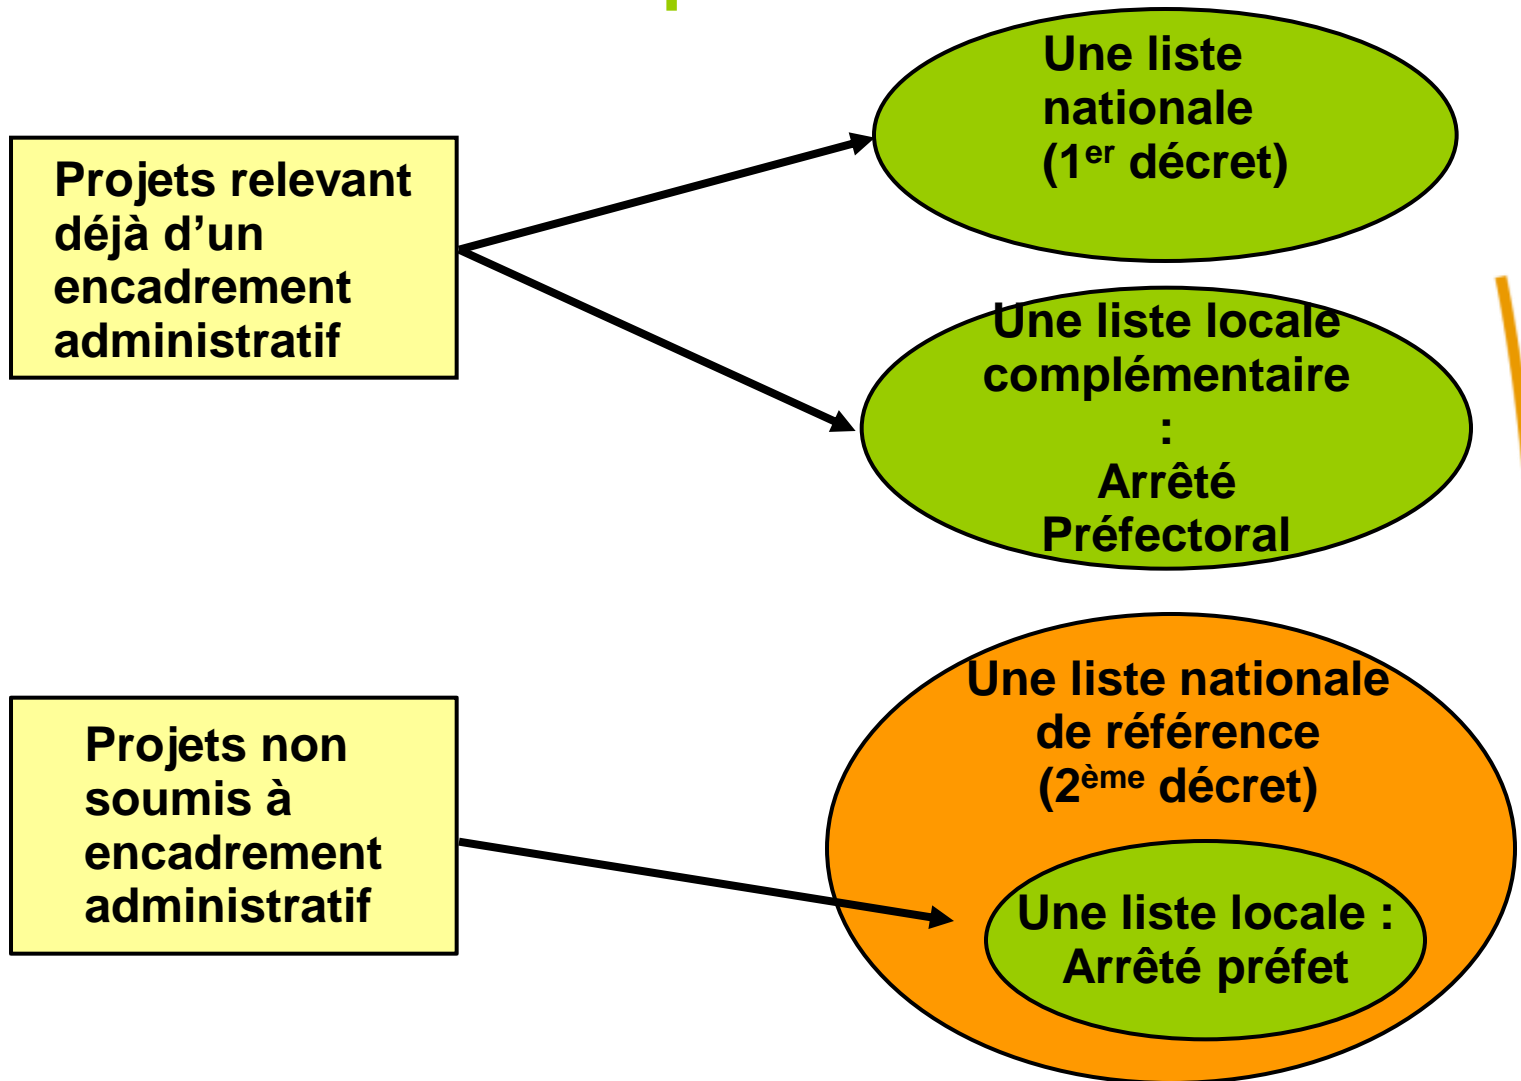 Une liste
nationale
(1er décret)
Projets relevant
déjà d’un
encadrement
administratif
Une liste locale
complémentaire
:
Arrêté
Préfectoral
Une liste nationale
de référence
(2ème décret)
Projets non
soumis à
encadrement
administratif
Une liste locale :
Arrêté préfet